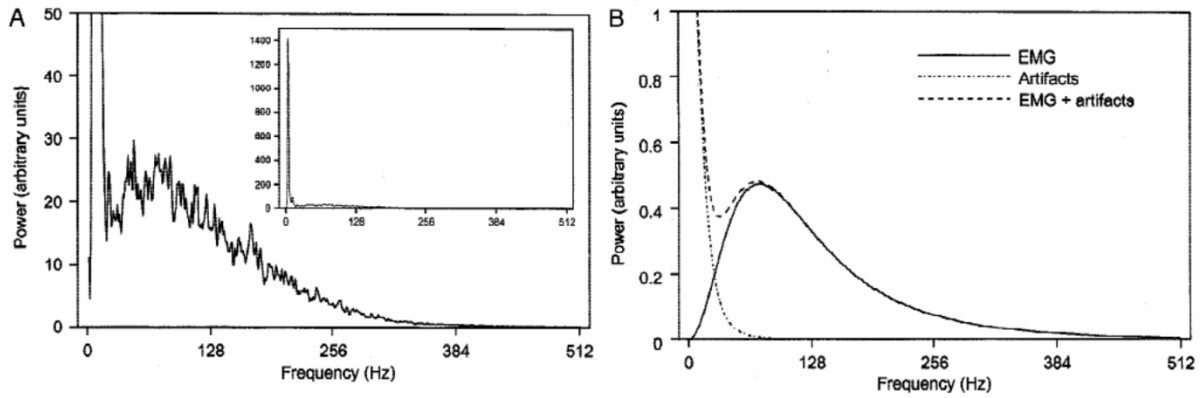 A
50
40
30
20
10
0
Power (arbitrary units)
0 128 256 384 512
Frequency (Hz)
1400
1200
1000
800
600
400
200
0
0 128 256 384 512
B
1
0.8
0.6
0.4
0.2
0
Power (arbitrary units)
EMG
Artifacts
EMG + artifacts
0 128 256 384 512
Frequency (Hz)